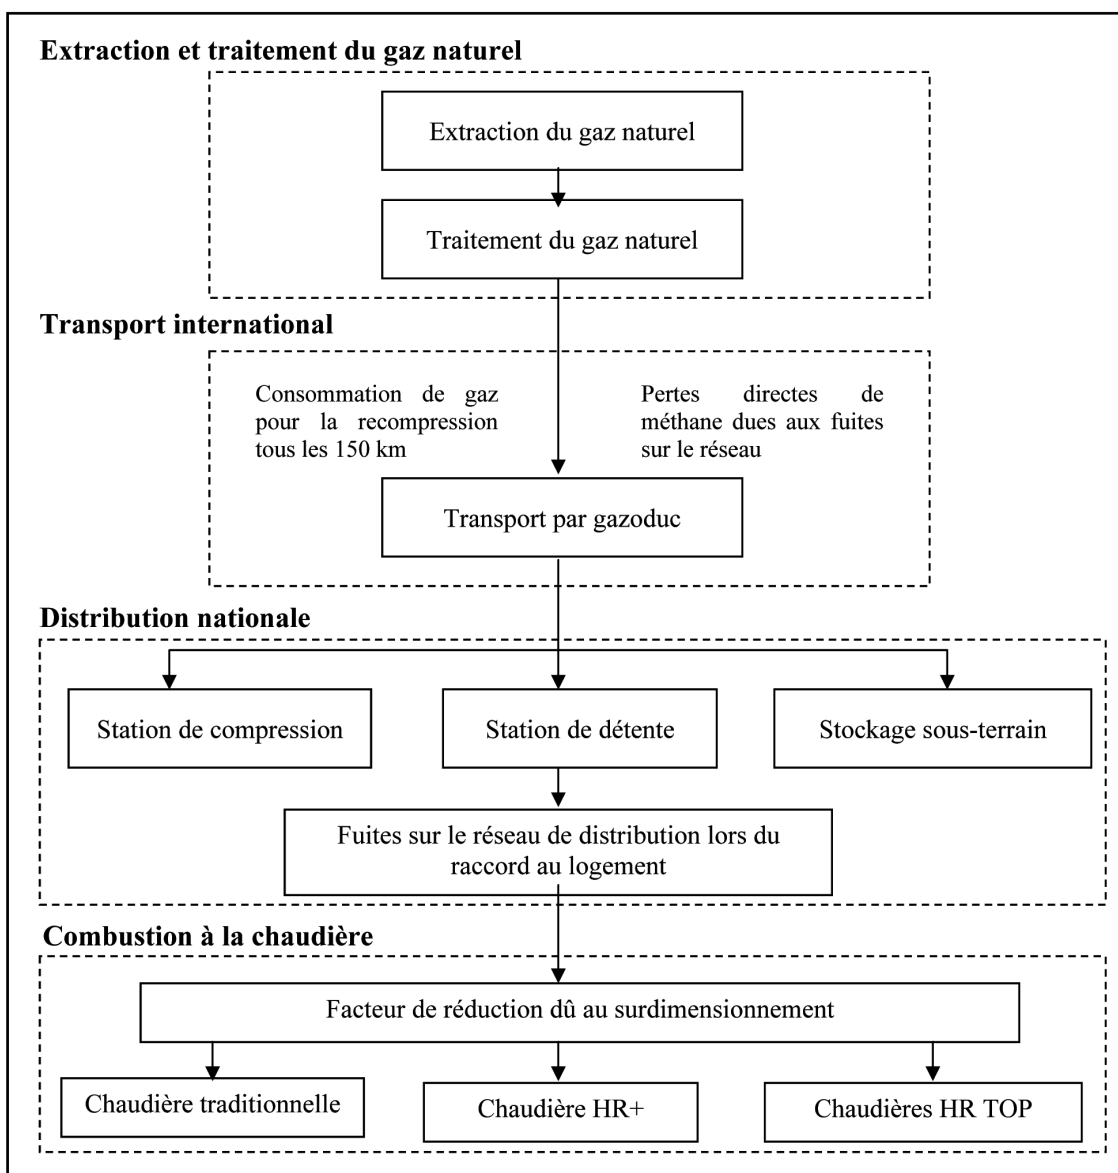 Extraction et traitement du gaz naturel
Extraction du gaz naturel
Traitement du gaz naturel
Transport international
Consommation de gaz
pour la recompression
tous les 150 km
Pertes directes de
méthane dues aux fuites
sur le réseau
Transport par gazoduc
Distribution nationale
Station de compression
Station de détente
Stockage sous-terrain
Fuites sur le réseau de distribution lors du
raccord au logement
Combustion à la chaudière
Facteur de réduction dû au surdimensionnement
Chaudière traditionnelle
Chaudière HR+
Chaudières HR TOP